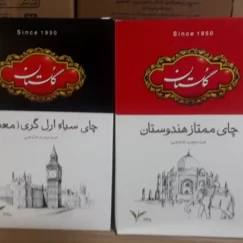 Since 1950
گلستان
چای سیاه ارل گری (معطر
Since 1950
گلستان
چای ممتاز هندوستان